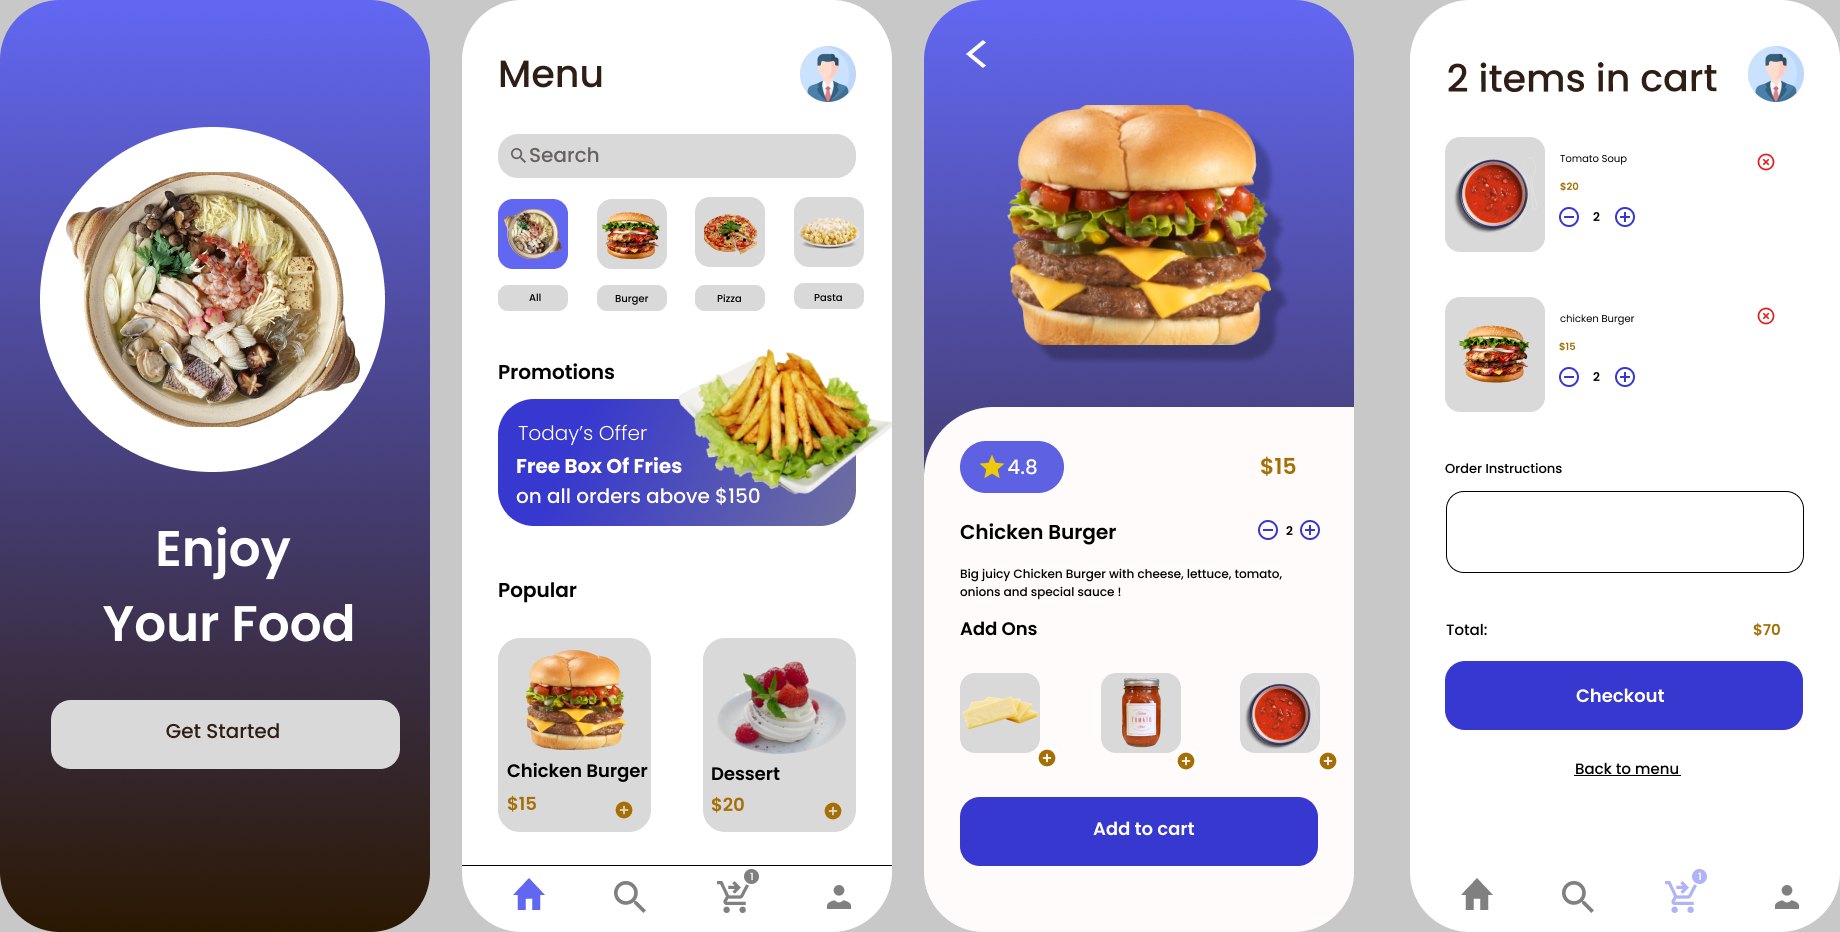 Enjoy
Your Food
Get Started
Menu
Search
All
Burger
Pizza
Pasta
Promotions
Today's Offer
Free Box Of Fries
on all orders above $150
Popular
Chicken Burger
$15
Dessert
$20
1
4.8
$15
Chicken Burger
2
Big juicy Chicken Burger with cheese, lettuce, tomato,
onions and special sauce !
Add Ons
TOMATO
Add to cart
2 items in cart
Tomato Soup
$20
2
chicken Burger
$15
2
Order Instructions
Total:
$70
Checkout
Back to menu
1